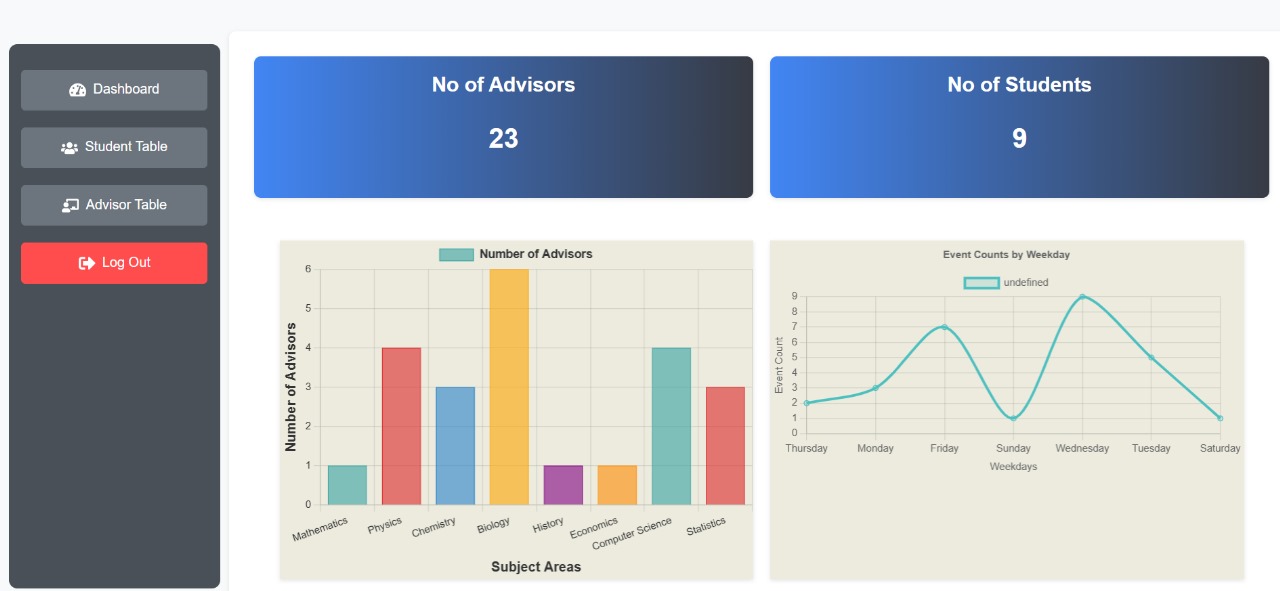 Dashboard
Student Table
Advisor Table
Log Out
No of Advisors
23
No of Students
9
Number of Advisors
Number of Advisors
6
5
4
3
2
1
0
Mathematics Physics Chemistry Biology History Economics Computer Science Statistics
Subject Areas
Event Counts by Weekday
undefined
Event Count
9
8
7
6
5
4
3
2
1
0
Thursday Monday Friday Sunday Wednesday Tuesday Saturday
Weekdays